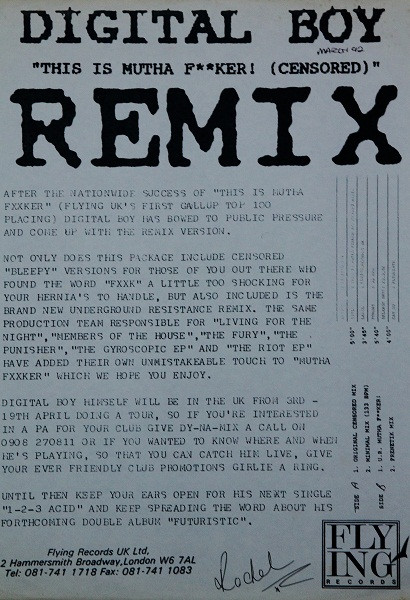 DIGITAL BOY
MARCH 92
"THIS IS MUTHA F**KER! (CENSORED)"
REMIX
AFTER THE NATIONWIDE SUCCESS OF "THIS IS MUTHA
FXXKER" (FLYING UK'S FIRST GALLUP TOP 100
PLACING) DIGITAL BOY HAS BOWED TO PUBLIC PRESSURE
AND COME UP WITH THE REMIX VERSION.
NOT ONLY DOES THIS PACKAGE INCLUDE CENSORED
"BLEEPY" VERSIONS FOR THOSE OF YOU OUT THERE WHO
FOUND THE WORD "FXXK" A LITTLE TOO SHOCKING FOR
YOUR HERNIA'S TO HANDLE, BUT ALSO INCLUDED IS THE
BRAND NEW UNDERGROUND RESISTANCE REMIX. THE SAME
PRODUCTION TEAM RESPONSIBLE FOR "LIVING FOR THE
NIGHT", "MEMBERS OF THE HOUSE", "THE FURY", "THE
PUNISHER", "THE GYROSCOPIC EP" AND "THE RIOT EP"
HAVE ADDED THEIR OWN UNMISTAKEABLE TOUCH TO "MUTHA
FXXKER" WHICH WE HOPE YOU ENJOY.
DIGITAL BOY HIMSELF WILL BE IN THE UK FROM 3RD -
19TH APRIL DOING A TOUR, SO IF YOU'RE INTERESTED
IN A PA FOR YOUR CLUB GIVE DY-NA-MIX A CALL ON
0908 270811 OR IF YOU WANTED TO KNOW WHERE AND WHEN
HE'S PLAYING, SO THAT YOU CAN CATCH HIM LIVE, GIVE
YOUR EVER FRIENDLY CLUB PROMOTIONS GIRLIE A RING.
UNTIL THEN KEEP YOUR EARS OPEN FOR HIS NEXT SINGLE
"1-2-3 ACID" AND KEEP SPREADING THE WORD ABOUT HIS
FORTHCOMING DOUBLE ALBUM "FUTURISTIC".
SIDE A 1. ORIGINAL CENSORED MIX 5'00"
2. MINIMAL MIX (133 BPM) 3'45"
SIDE B 1. U.R. MUTHA F**KER! 5'40"
2. FRENETIK MIX 4'00"
Flying Records UK Ltd,
2 Hammersmith Broadway,London W6 7AL
Tel: 081-741 1718 Fax: 081-741 1083
Rachel
FLY
ING
RECORDS